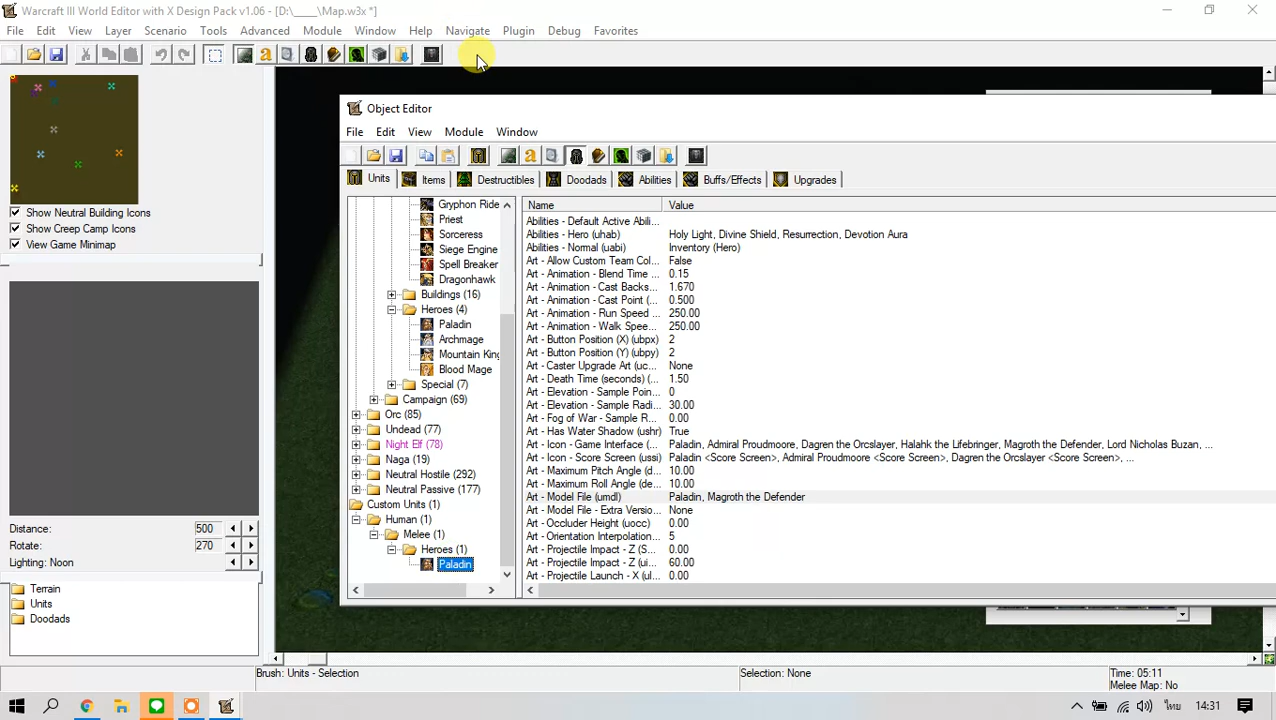 Warcraft III World Editor with X Design Pack v1.06 - [D:\____\Map.w3x *]
File Edit View Layer Scenario Tools Advanced Module Window Help Navigate Plugin Debug Favorites
Show Neutral Building Icons
Show Creep Camp Icons
View Game Minimap
Distance: 500
Rotate: 270
Lighting: Noon
Terrain
Units
Doodads
Object Editor
File Edit View Module Window
Units Items Destructibles Doodads Abilities Buffs/Effects Upgrades
Gryphon Ride
Priest
Sorceress
Siege Engine
Spell Breaker
Dragonhawk
Buildings (16)
Heroes (4)
Paladin
Archmage
Mountain King
Blood Mage
Special (7)
Campaign (69)
Orc (85)
Undead (77)
Night Elf (78)
Naga (19)
Neutral Hostile (292)
Neutral Passive (177)
Custom Units (1)
Human (1)
Melee (1)
Heroes (1)
Paladin
Name Value
Abilities - Default Active Abili...
Abilities - Hero (uhab) Holy Light, Divine Shield, Resurrection, Devotion Aura
Abilities - Normal (uabi) Inventory (Hero)
Art - Allow Custom Team Col... False
Art - Animation - Blend Time ... 0.15
Art - Animation - Cast Backs... 1.670
Art - Animation - Cast Point (... 0.500
Art - Animation - Run Speed ... 250.00
Art - Animation - Walk Spee... 250.00
Art - Button Position (X) (ubpx) 2
Art - Button Position (Y) (ubpy) 2
Art - Caster Upgrade Art (uc... None
Art - Death Time (seconds) (... 1.50
Art - Elevation - Sample Poin... 0
Art - Elevation - Sample Radi... 30.00
Art - Fog of War - Sample R... 0.00
Art - Has Water Shadow (ushr) True
Art - Icon - Game Interface (... Paladin, Admiral Proudmoore, Dagren the Orcslayer, Halahk the Lifebringer, Magroth the Defender, Lord Nicholas Buzan, ...
Art - Icon - Score Screen (ussi) Paladin <Score Screen>, Admiral Proudmoore <Score Screen>, Dagren the Orcslayer <Score Screen>, ...
Art - Maximum Pitch Angle (d... 10.00
Art - Maximum Roll Angle (de... 10.00
Art - Model File (umdl) Paladin, Magroth the Defender
Art - Model File - Extra Versio... None
Art - Occluder Height (uocc) 0.00
Art - Orientation Interpolation... 5
Art - Projectile Impact - Z (S... 0.00
Art - Projectile Impact - Z (ui... 60.00
Art - Projectile Launch - X (ul... 0.00
Brush: Units - Selection
Selection: None
Time: 05:11
Melee Map: No
ไทย 14:31